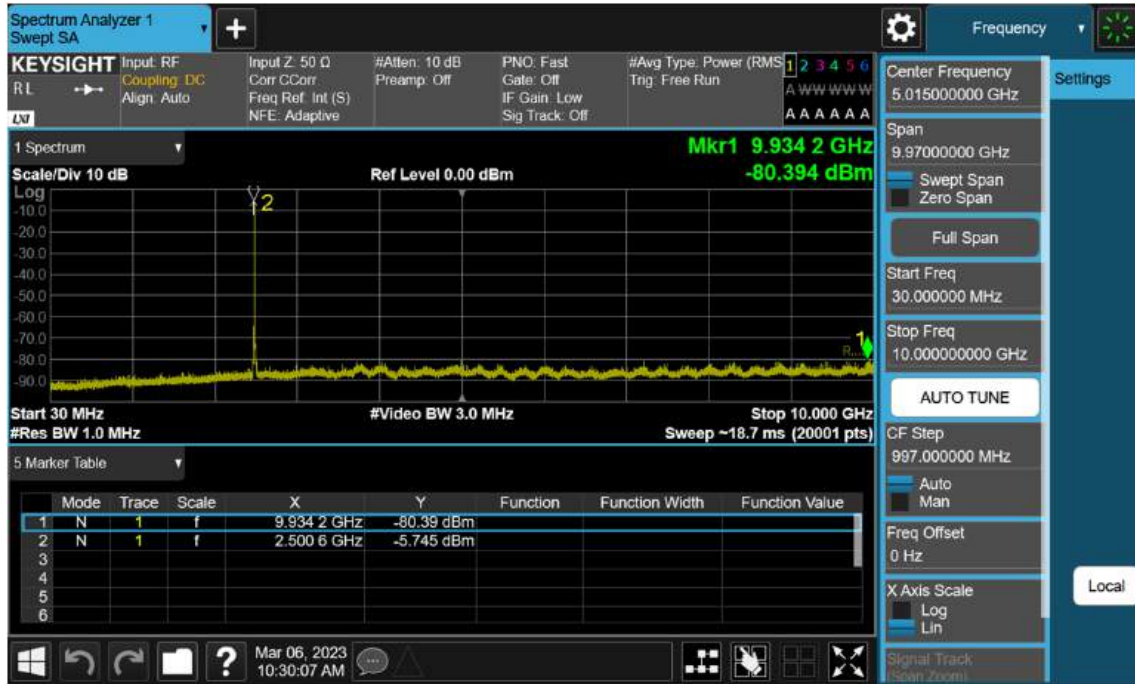 Spectrum Analyzer 1
Swept SA
Frequency
KEYSIGHT
RL
LXI
Input: RF
Coupling: DC
Align: Auto
Input Z: 50 Ω
Corr CCorr
Freq Ref: Int (S)
NFE: Adaptive
#Atten: 10 dB
Preamp: Off
PNO: Fast
Gate: Off
IF Gain: Low
Sig Track: Off
#Avg Type: Power (RMS
Trig: Free Run
1 2 3 4 5 6
A W W W W W
A A A A A A
1 Spectrum
Mkr1 9.934 2 GHz
Scale/Div 10 dB
Ref Level 0.00 dBm
-80.394 dBm
Log
-10.0
-20.0
-30.0
-40.0
-50.0
-60.0
-70.0
-80.0
-90.0
2
1
Start 30 MHz
#Video BW 3.0 MHz
Stop 10.000 GHz
#Res BW 1.0 MHz
Sweep ~18.7 ms (20001 pts)
5 Marker Table
Mode Trace Scale X Y Function Function Width Function Value
1 N 1 f 9.934 2 GHz -80.39 dBm
2 N 1 f 2.500 6 GHz -5.745 dBm
3
4
5
6
Mar 06, 2023
10:30:07 AM
?
Center Frequency
5.015000000 GHz
Settings
Span
9.97000000 GHz
Swept Span
Zero Span
Full Span
Start Freq
30.000000 MHz
Stop Freq
10.000000000 GHz
AUTO TUNE
CF Step
997.000000 MHz
Auto
Man
Freq Offset
0 Hz
X Axis Scale
Log
Lin
Local
Signal Track
(Span Zoom)